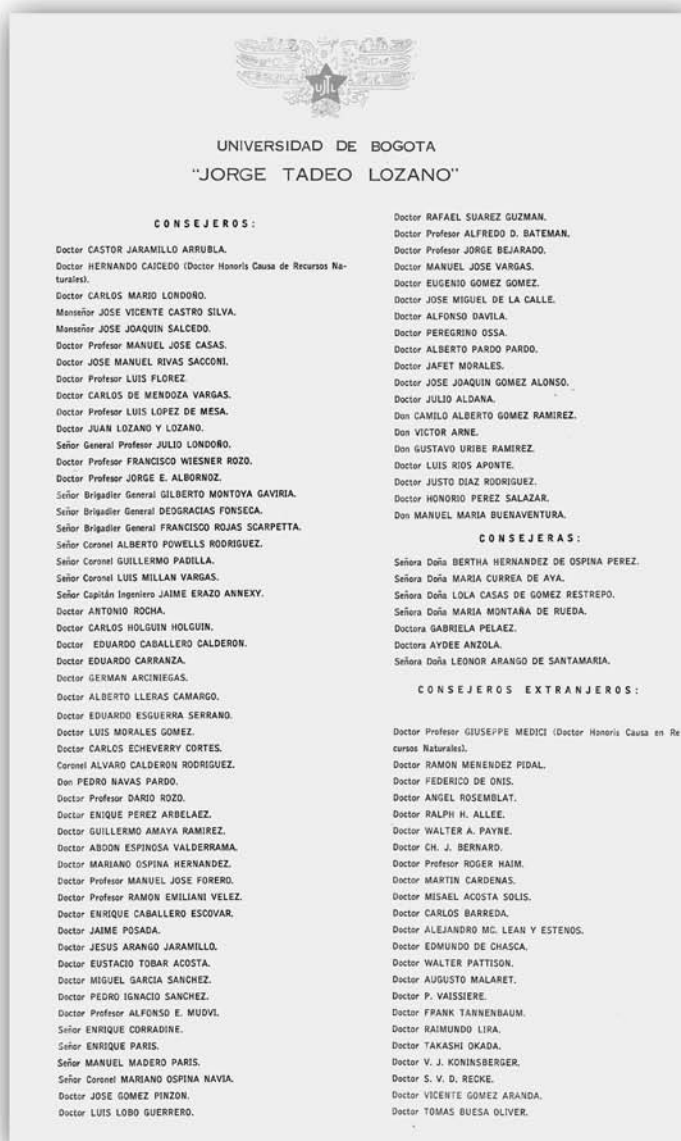 UJTL
UNIVERSIDAD DE BOGOTA
"JORGE TADEO LOZANO"
CONSEJEROS:
Doctor CASTOR JARAMILLO ARRUBLA.
Doctor HERNANDO CAICEDO (Doctor Honoris Causa de Recursos Na-
turales).
Doctor CARLOS MARIO LONDOÑO.
Monseñor JOSE VICENTE CASTRO SILVA.
Monseñor JOSE JOAQUIN SALCEDO.
Doctor Profesor MANUEL JOSE CASAS.
Doctor JOSE MANUEL RIVAS SACCONI.
Doctor Profesor LUIS FLOREZ
Doctor CARLOS DE MENDOZA VARGAS.
Doctor Profesor LUIS LOPEZ DE MESA.
Doctor JUAN LOZANO Y LOZANO.
Señor General Profesor JULIO LONDOÑO.
Doctor Profesor FRANCISCO WIESNER ROZO.
Doctor Profesor JORGE E. ALBORNOZ.
Señor Brigadier General GILBERTO MONTOYA GAVIRIA.
Señor Brigadier General DEOGRACIAS FONSECA.
Señor Brigadier General FRANCISCO ROJAS SCARPETTA.
Señor Coronel ALBERTO POWELLS RODRIGUEZ.
Señor Coronel GUILLERMO PADILLA.
Señor Coronel LUIS MILLAN VARGAS.
Señor Capitán Ingeniero JAIME ERAZO ANNEXY.
Doctor ANTONIO ROCHA.
Doctor CARLOS HOLGUIN HOLGUIN.
Doctor EDUARDO CABALLERO CALDERON.
Doctor EDUARDO CARRANZA.
Doctor GERMAN ARCINIEGAS.
Doctor ALBERTO LLERAS CAMARGO.
Doctor EDUARDO ESGUERRA SERRANO.
Doctor LUIS MORALES GOMEZ.
Doctor CARLOS ECHEVERRY CORTES.
Coronel ALVARO CALDERON RODRIGUEZ.
Don PEDRO NAVAS PARDO.
Doctor Profesor DARIO ROZO.
Doctor ENIQUE PEREZ ARBELAEZ.
Doctor GUILLERMO AMAYA RAMIREZ.
Doctor ABDON ESPINOSA VALDERRAMA.
Doctor MARIANO OSPINA HERNANDEZ.
Doctor Profesor MANUEL JOSE FORERO.
Doctor Profesor RAMON EMILIANI VELEZ.
Doctor ENRIQUE CABALLERO ESCOVAR.
Doctor JAIME POSADA.
Doctor JESUS ARANGO JARAMILLO.
Doctor EUSTACIO TOBAR ACOSTA.
Doctor MIGUEL GARCIA SANCHEZ.
Doctor PEDRO IGNACIO SANCHEZ.
Doctor Profesor ALFONSO E. MUDVI.
Señor ENRIQUE CORRADINE.
Señor ENRIQUE PARIS.
Señor MANUEL MADERO PARIS.
Señor Coronel MARIANO OSPINA NAVIA.
Doctor JOSE GOMEZ PINZON.
Doctor LUIS LOBO GUERRERO.
Doctor RAFAEL SUAREZ GUZMAN.
Doctor Profesor ALFREDO D. BATEMAN.
Doctor Profesor JORGE BEJARADO.
Doctor MANUEL JOSE VARGAS.
Doctor EUGENIO GOMEZ GOMEZ.
Doctor JOSE MIGUEL DE LA CALLE.
Doctor ALFONSO DAVILA.
Doctor PEREGRINO OSSA.
Doctor ALBERTO PARDO PARDO.
Doctor JAFET MORALES.
Doctor JOSE JOAQUIN GOMEZ ALONSO.
Doctor JULIO ALDANA.
Don CAMILO ALBERTO GOMEZ RAMIREZ.
Don VICTOR ARNE.
Don GUSTAVO URIBE RAMIREZ.
Doctor LUIS RIOS APONTE.
Doctor JUSTO DIAZ RODRIGUEZ.
Doctor HONORIO PEREZ SALAZAR.
Don MANUEL MARIA BUENAVENTURA.
CONSEJERAS:
Señora Doña BERTHA HERNANDEZ DE OSPINA PEREZ.
Señora Doña MARIA CURREA DE AYA.
Señora Doña LOLA CASAS DE GOMEZ RESTREPO.
Señora Doña MARIA MONTAÑA DE RUEDA.
Doctora GABRIELA PELAEZ.
Doctora AYDEE ANZOLA.
Señora Doña LEONOR ARANGO DE SANTAMARIA.
CONSEJEROS EXTRANJEROS:
Doctor Profesor GIUSEPPE MEDICI (Doctor Honoris Causa en Re
cursos Naturales).
Doctor RAMON MENENDEZ PIDAL.
Doctor FEDERICO DE ONIS.
Doctor ANGEL ROSEMBLAT.
Doctor RALPH H. ALLEE.
Doctor WALTER A. PAYNE.
Doctor CH. J. BERNARD.
Doctor Profesor ROGER HAIM.
Doctor MARTIN CARDENAS.
Doctor MISAEL ACOSTA SOLIS.
Doctor CARLOS BARREDA.
Doctor ALEJANDRO MC. LEAN Y ESTENOS.
Doctor EDMUNDO DE CHASCA.
Doctor WALTER PATTISON.
Doctor AUGUSTO MALARET.
Doctor P. VAISSIERE.
Doctor FRANK TANNENBAUM.
Doctor RAIMUNDO LIRA.
Doctor TAKASHI OKADA.
Doctor V. J. KONINSBERGER.
Doctor S. V. D. RECKE.
Doctor VICENTE GOMEZ ARANDA.
Doctor TOMAS BUESA OLIVER.